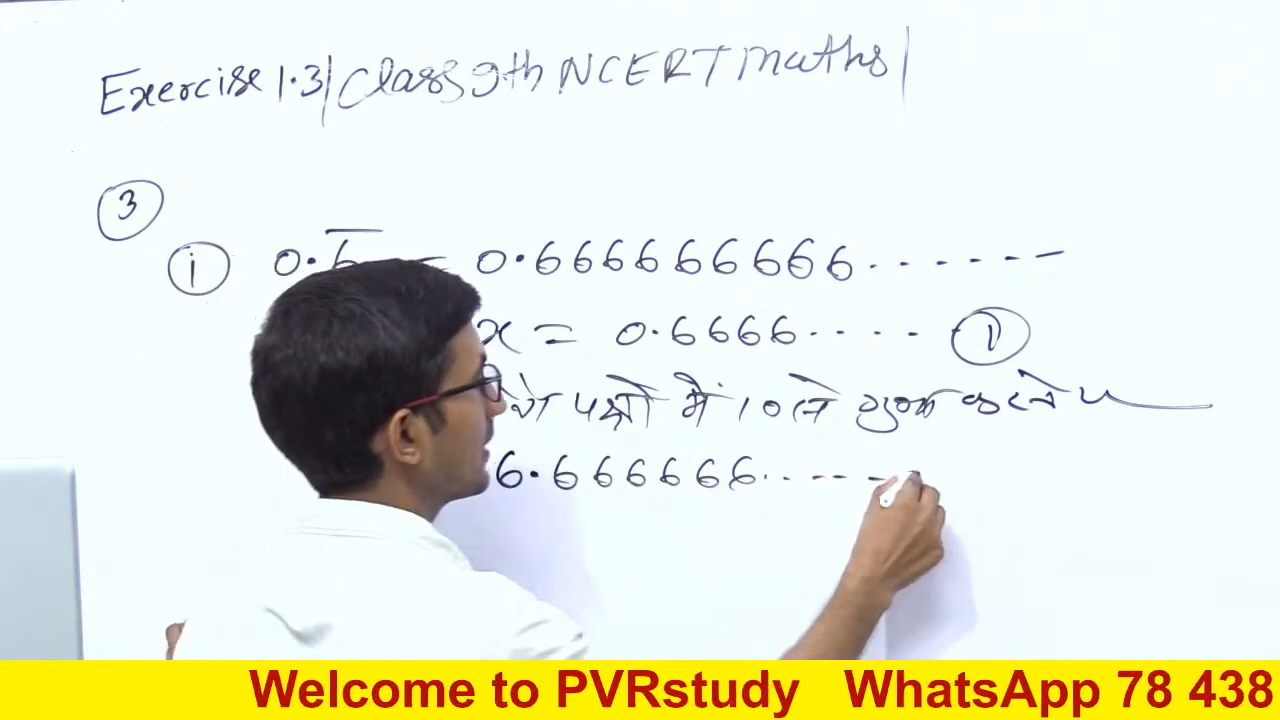 Exercise 1.3 | Class 9th NCERT Maths |
3
i 0.6̅ = 0.666666666.......
x = 0.6666.... 1
पक्षों में 10 से गुणा करने प
6.666666.......
Welcome to PVRstudy WhatsApp 78 438